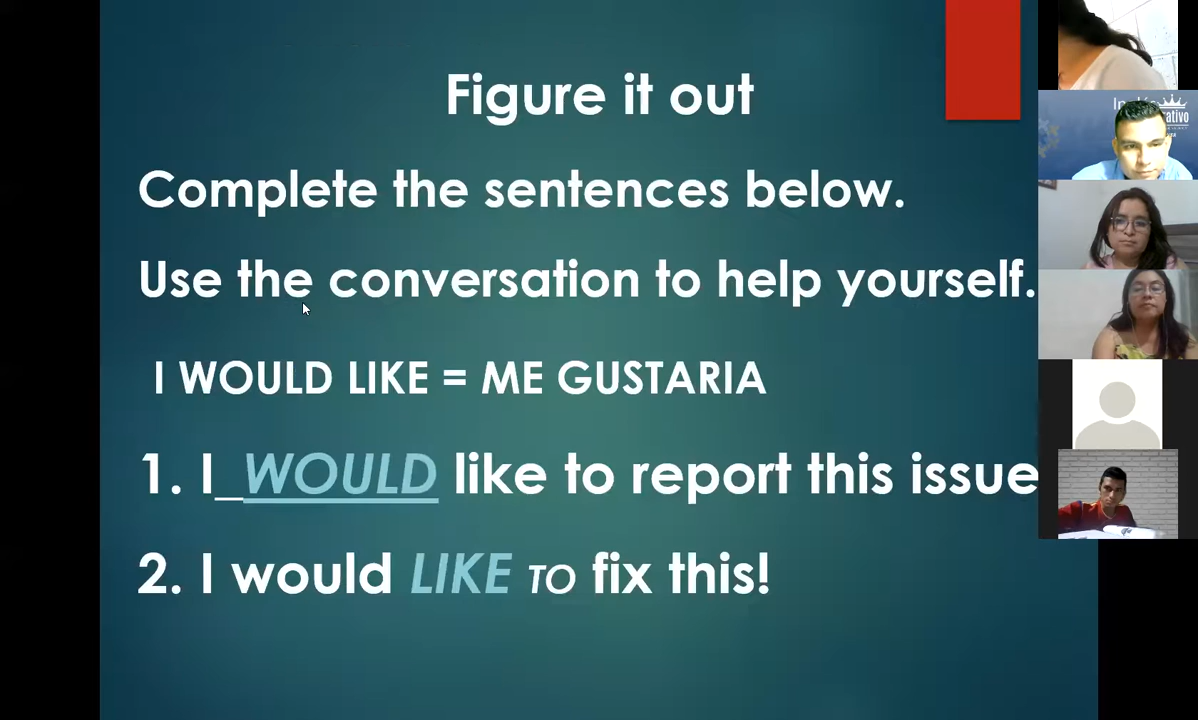 Figure it out
Complete the sentences below.
Use the conversation to help yourself.
I WOULD LIKE = ME GUSTARIA
1. I_WOULD like to report this issue
2. I would LIKE TO fix this!